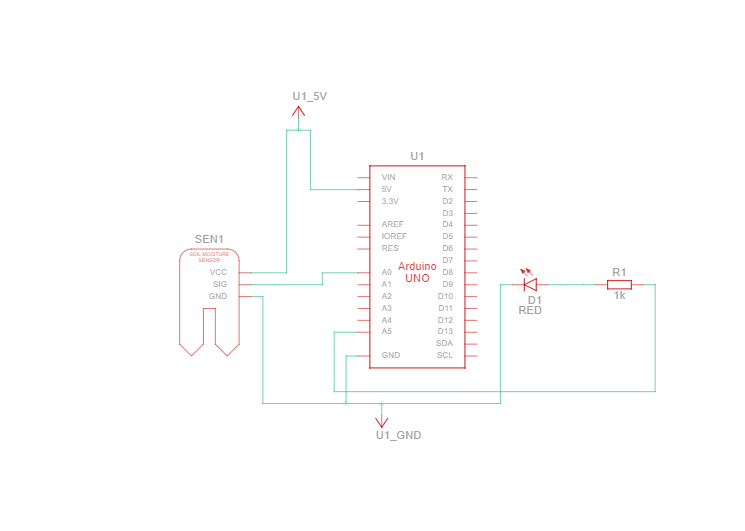 U1_5V
U1
VIN RX
5V TX
3.3V D2
D3
AREF D4
IOREF D5
RES D6
D7
A0 D8
A1 D9
A2 D10
A3 D11
A4 D12
A5 D13
SDA
GND SCL
Arduino
UNO
SEN1
SOIL MOISTURE
SENSOR
VCC
SIG
GND
D1
RED
R1
1k
U1_GND